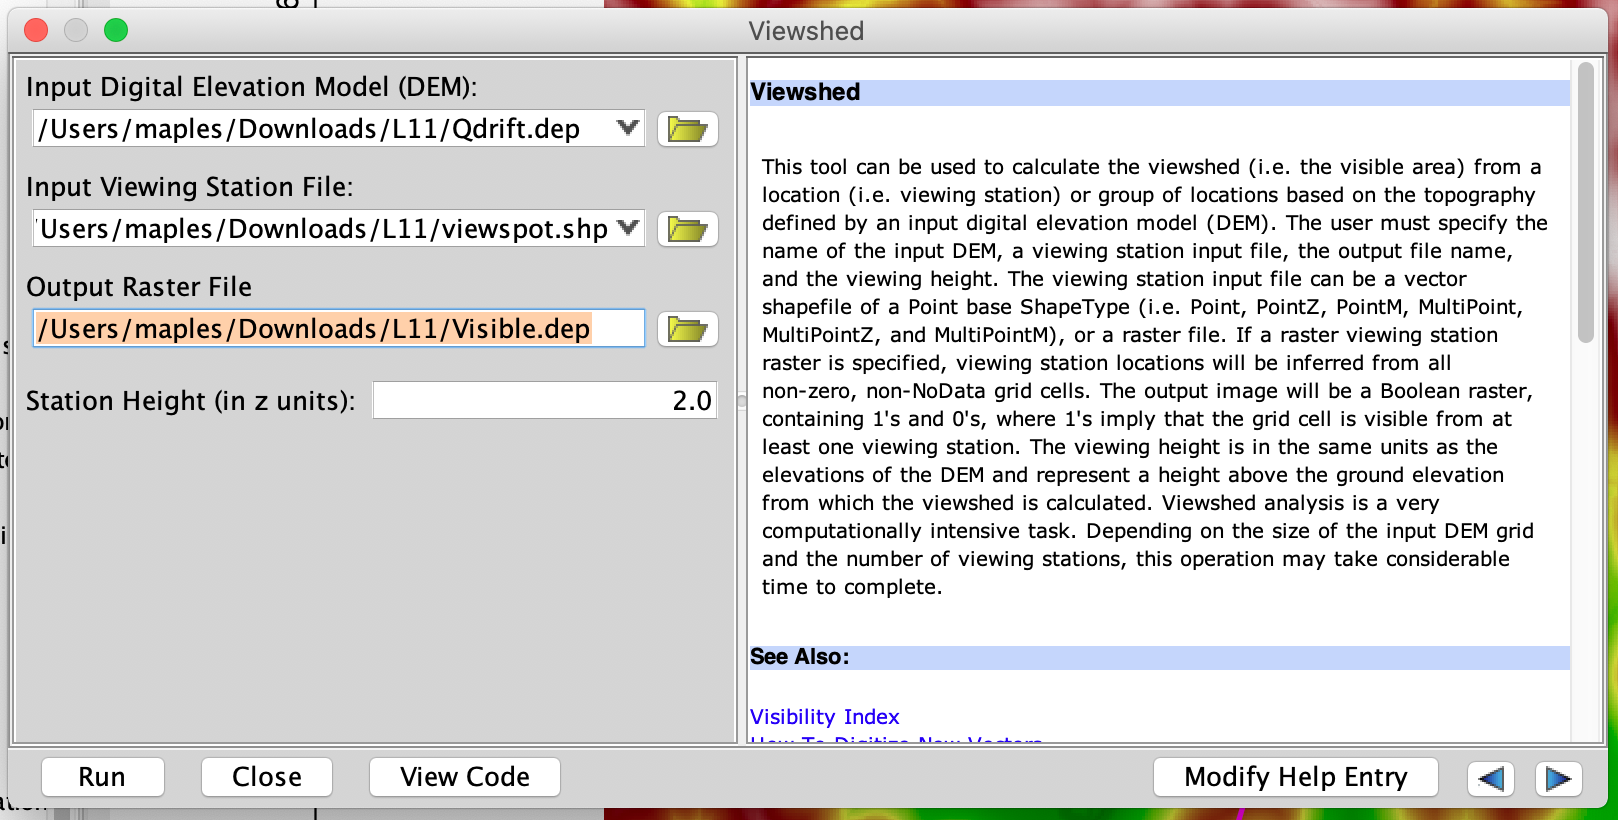 Viewshed
Input Digital Elevation Model (DEM):
/Users/maples/Downloads/L11/Qdrift.dep
Input Viewing Station File:
Users/maples/Downloads/L11/viewspot.shp
Output Raster File
/Users/maples/Downloads/L11/Visible.dep
Station Height (in z units):
2.0
Viewshed
This tool can be used to calculate the viewshed (i.e. the visible area) from a
location (i.e. viewing station) or group of locations based on the topography
defined by an input digital elevation model (DEM). The user must specify the
name of the input DEM, a viewing station input file, the output file name,
and the viewing height. The viewing station input file can be a vector
shapefile of a Point base ShapeType (i.e. Point, PointZ, PointM, MultiPoint,
MultiPointZ, and MultiPointM), or a raster file. If a raster viewing station
raster is specified, viewing station locations will be inferred from all
non-zero, non-NoData grid cells. The output image will be a Boolean raster,
containing 1's and 0's, where 1's imply that the grid cell is visible from at
least one viewing station. The viewing height is in the same units as the
elevations of the DEM and represent a height above the ground elevation
from which the viewshed is calculated. Viewshed analysis is a very
computationally intensive task. Depending on the size of the input DEM grid
and the number of viewing stations, this operation may take considerable
time to complete.
See Also:
Visibility Index
How To Digitize New Vectors
Run
Close
View Code
Modify Help Entry